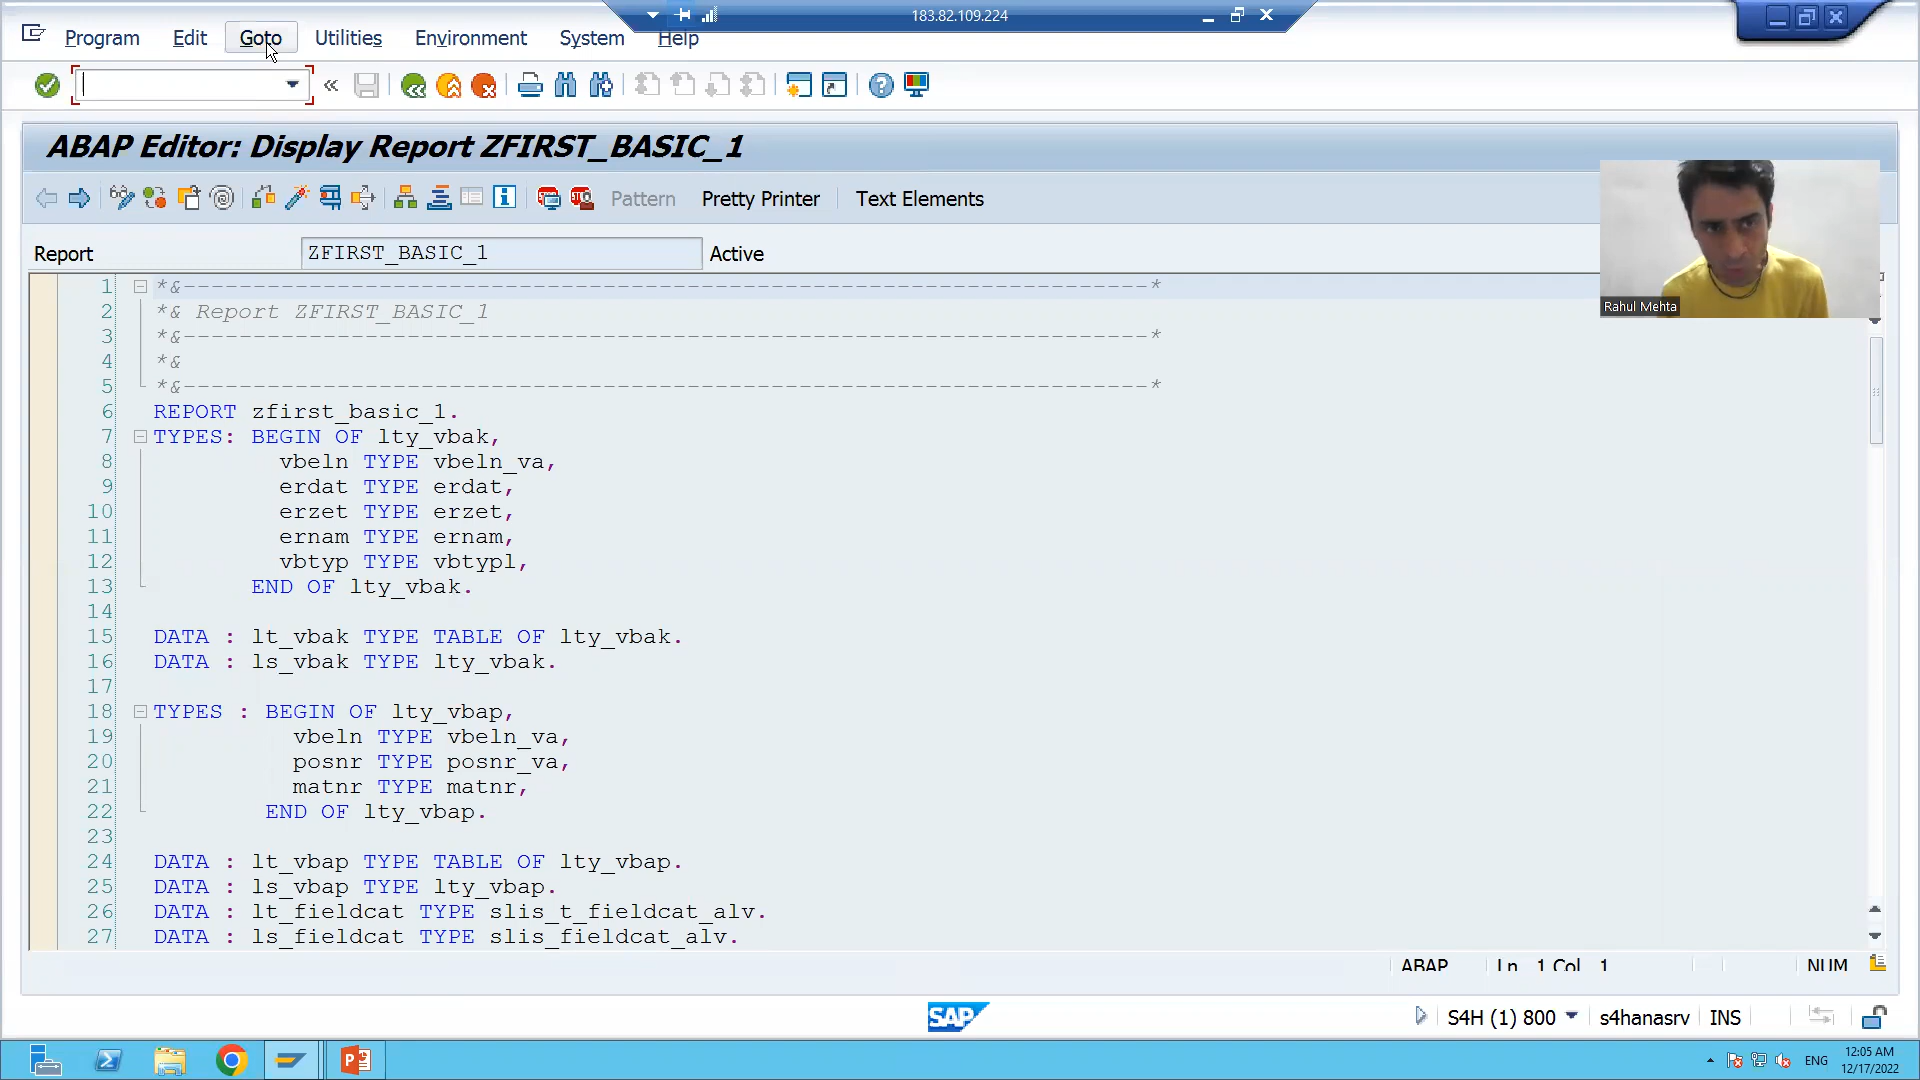 183.82.109.224
Program Edit Goto Utilities Environment System Help
ABAP Editor: Display Report ZFIRST_BASIC_1
Pattern Pretty Printer Text Elements
Report ZFIRST_BASIC_1 Active
Rahul Mehta
1 *&---------------------------------------------------------------------*
2 *& Report ZFIRST_BASIC_1
3 *&---------------------------------------------------------------------*
4 *&
5 *&---------------------------------------------------------------------*
6 REPORT zfirst_basic_1.
7 TYPES: BEGIN OF lty_vbak,
8 vbeln TYPE vbeln_va,
9 erdat TYPE erdat,
10 erzet TYPE erzet,
11 ernam TYPE ernam,
12 vbtyp TYPE vbtypl,
13 END OF lty_vbak.
14
15 DATA : lt_vbak TYPE TABLE OF lty_vbak.
16 DATA : ls_vbak TYPE lty_vbak.
17
18 TYPES : BEGIN OF lty_vbap,
19 vbeln TYPE vbeln_va,
20 posnr TYPE posnr_va,
21 matnr TYPE matnr,
22 END OF lty_vbap.
23
24 DATA : lt_vbap TYPE TABLE OF lty_vbap.
25 DATA : ls_vbap TYPE lty_vbap.
26 DATA : lt_fieldcat TYPE slis_t_fieldcat_alv.
27 DATA : ls_fieldcat TYPE slis_fieldcat_alv.
ABAP Ln 1 Col 1 NUM
SAP S4H (1) 800 s4hanasrv INS
ENG 12:05 AM
12/17/2022